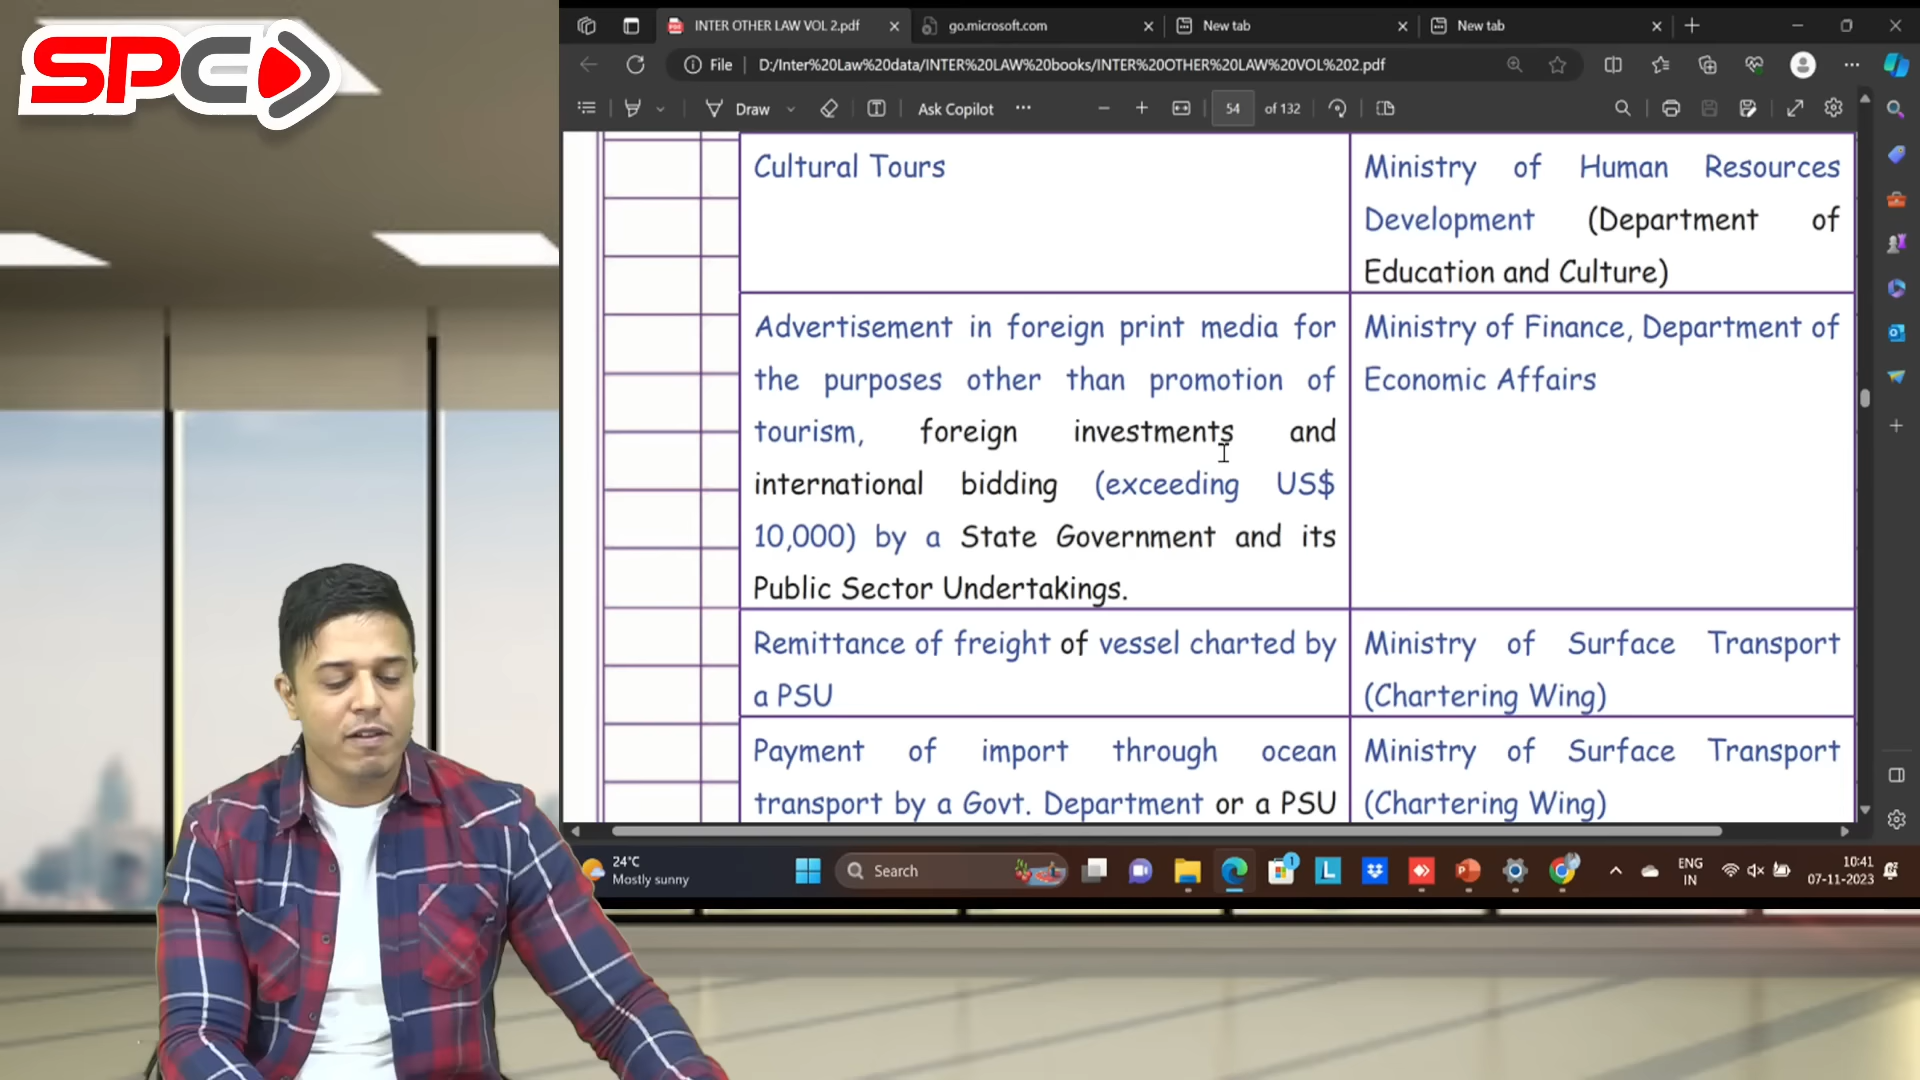 SPC
INTER OTHER LAW VOL 2.pdf
go.microsoft.com
New tab
New tab
File
D:/Inter%20Law%20data/INTER%20LAW%20books/INTER%20OTHER%20LAW%20VOL%202.pdf
Draw
Ask Copilot
54
of 132
Cultural Tours
Ministry of Human Resources
Development (Department of
Education and Culture)
Advertisement in foreign print media for
the purposes other than promotion of
tourism, foreign investments and
international bidding (exceeding US$
10,000) by a State Government and its
Public Sector Undertakings.
Ministry of Finance, Department of
Economic Affairs
Remittance of freight of vessel charted by
a PSU
Ministry of Surface Transport
(Chartering Wing)
Payment of import through ocean
transport by a Govt. Department or a PSU
Ministry of Surface Transport
(Chartering Wing)
24°C
Mostly sunny
Search
1
L
ENG
IN
10:41
07-11-2023